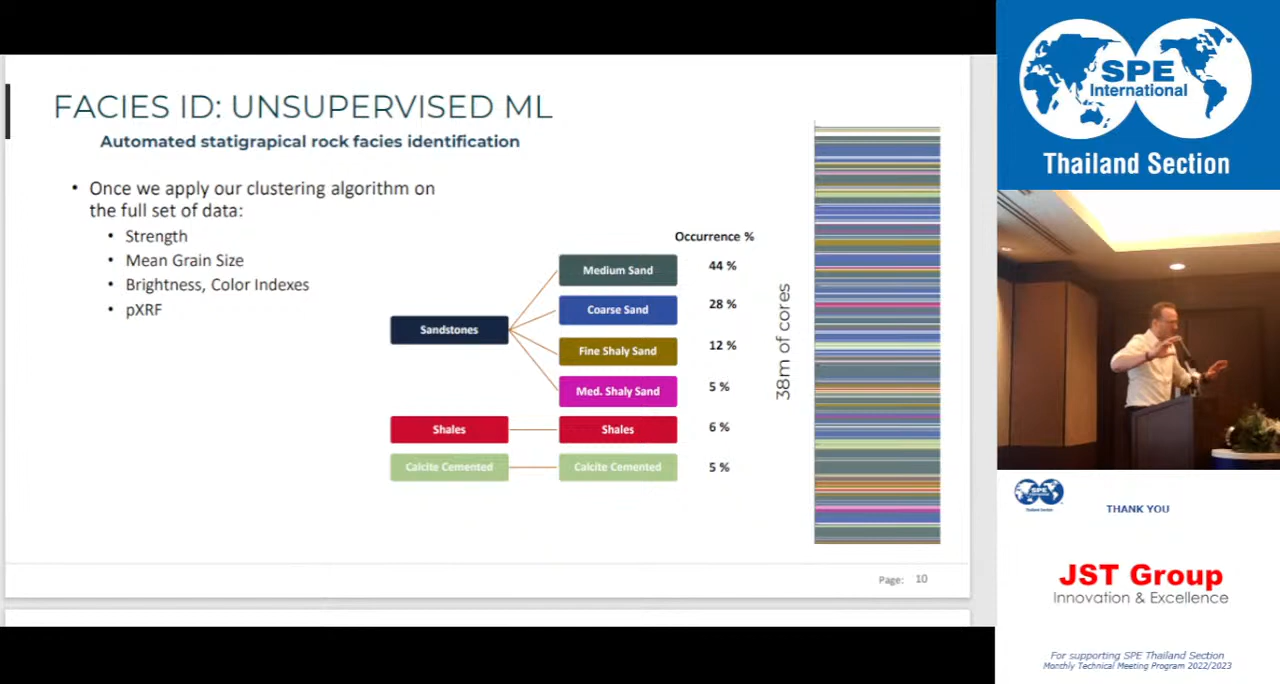 FACIES ID: UNSUPERVISED ML
Automated statigrapical rock facies identification
• Once we apply our clustering algorithm on
the full set of data:
• Strength
• Mean Grain Size
• Brightness, Color Indexes
• pXRF
Occurrence %
Sandstones
Medium Sand
44 %
Coarse Sand
28 %
Fine Shaly Sand
12 %
Med. Shaly Sand
5 %
Shales
Shales
6 %
Calcite Cemented
Calcite Cemented
5 %
38m of cores
Page: 10
SPE
International
Thailand Section
SPE
International
Thailand Section
THANK YOU
JST Group
Innovation & Excellence
For supporting SPE Thailand Section
Monthly Technical Meeting Program 2022/2023